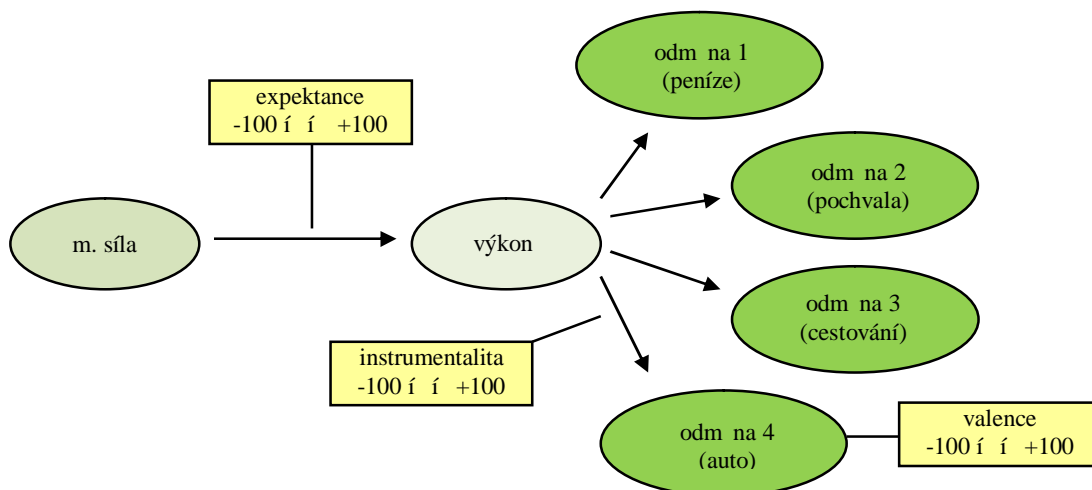 odm na 1
(peníze)
expektance
-100 í í +100
odm na 2
(pochvala)
m. síla
výkon
odm na 3
(cestování)
instrumentalita
-100 í í +100
odm na 4
(auto)
valence
-100 í í +100